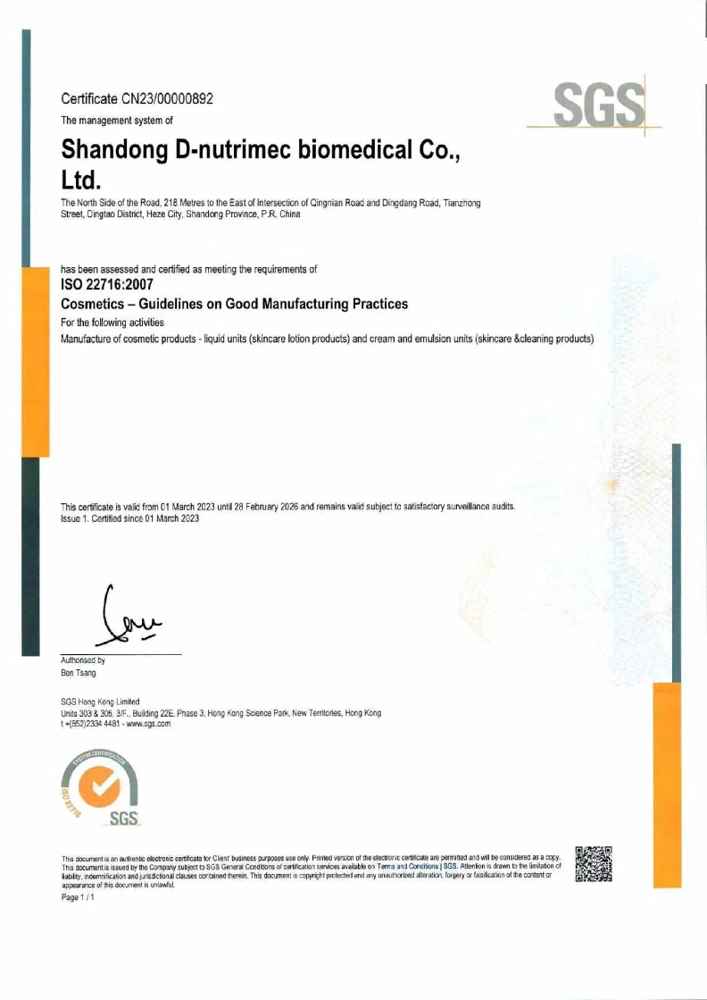 SGS
Certificate CN23/00000892
The management system of
Shandong D-nutrimec biomedical Co.,
Ltd.
The North Side of the Road, 218 Metres to the East of Intersection of Qingnian Road and Dingdang Road, Tianzhong
Street, Dingtao District, Heze City, Shandong Province, P.R. China
has been assessed and certified as meeting the requirements of
ISO 22716:2007
Cosmetics – Guidelines on Good Manufacturing Practices
For the following activities
Manufacture of cosmetic products - liquid units (skincare lotion products) and cream and emulsion units (skincare &cleaning products)
This certificate is valid from 01 March 2023 until 28 February 2026 and remains valid subject to satisfactory surveillance audits.
Issue 1. Certified since 01 March 2023
Authorised by
Ben Tsang
SGS Hong Kong Limited
Units 303 & 305, 3/F., Building 22E, Phase 3, Hong Kong Science Park, New Territories, Hong Kong
t +(852)2334 4481 - www.sgs.com
SYSTEM CERTIFICATION
ISO 22716
SGS
This document is an authentic electronic certificate for Client' business purposes use only. Printed version of the electronic certificate are permitted and will be considered as a copy.
This document is issued by the Company subject to SGS General Conditions of certification services available on Terms and Conditions | SGS. Attention is drawn to the limitation of
liability, indemnification and jurisdictional clauses contained therein. This document is copyright protected and any unauthorized alteration, forgery or falsification of the content or
appearance of this document is unlawful.
Page 1 / 1